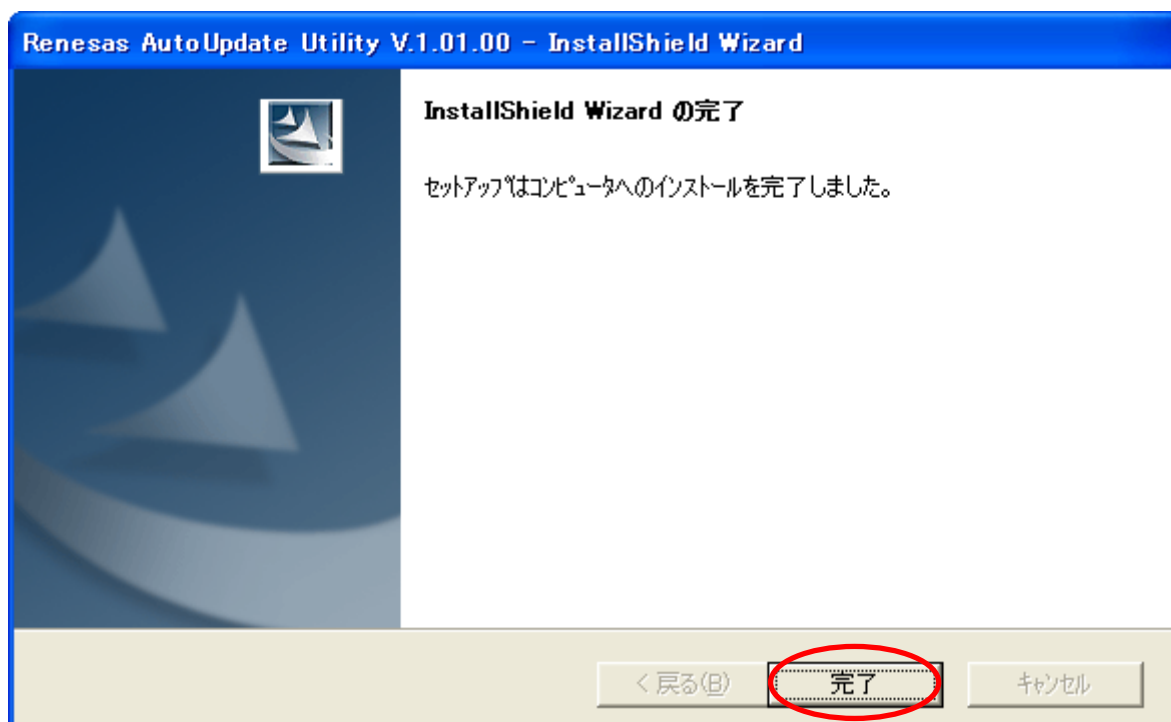 Renesas AutoUpdate Utility V.1.01.00 - InstallShield Wizard
InstallShield Wizard の完了
ｾｯﾄｱｯﾌﾟはｺﾝﾋﾟｭｰﾀへのｲﾝｽﾄｰﾙを完了しました。
< 戻る(B) 完了 ｷｬﾝｾﾙ